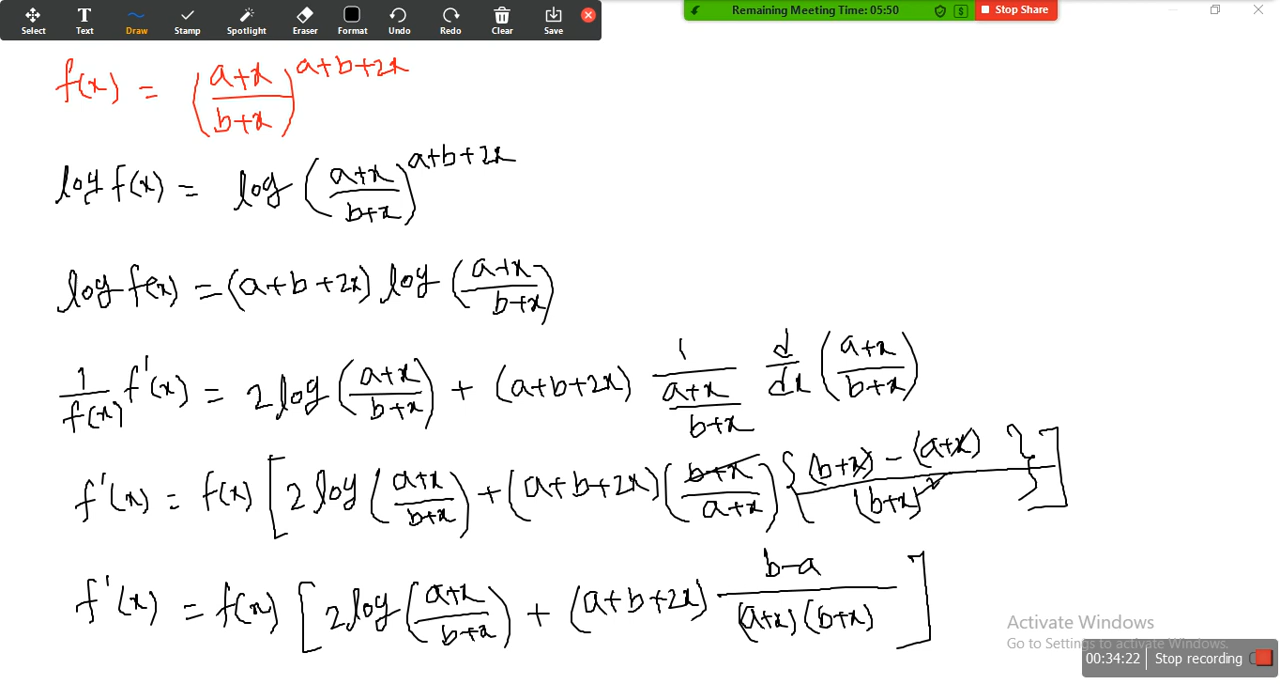 Select Text Draw Stamp Spotlight Eraser Format Undo Redo Clear Save
Remaining Meeting Time: 05:50 Stop Share
f(x) = ((a+x)/(b+x))^(a+b+2x)
log f(x) = log ((a+x)/(b+x))^(a+b+2x)
log f(x) = (a+b+2x) log ((a+x)/(b+x))
1/f(x) f'(x) = 2 log ((a+x)/(b+x)) + (a+b+2x) 1/((a+x)/(b+x)) d/dx ((a+x)/(b+x))
f'(x) = f(x) [2 log ((a+x)/(b+x)) + (a+b+2x) ((b+x)/(a+x)) {((b+x) - (a+x))/(b+x)^2}]
f'(x) = f(x) [2 log ((a+x)/(b+x)) + (a+b+2x) (b-a)/((a+x)(b+x))]
Activate Windows
Go to Settings to activate Windows.
00:34:22 Stop recording